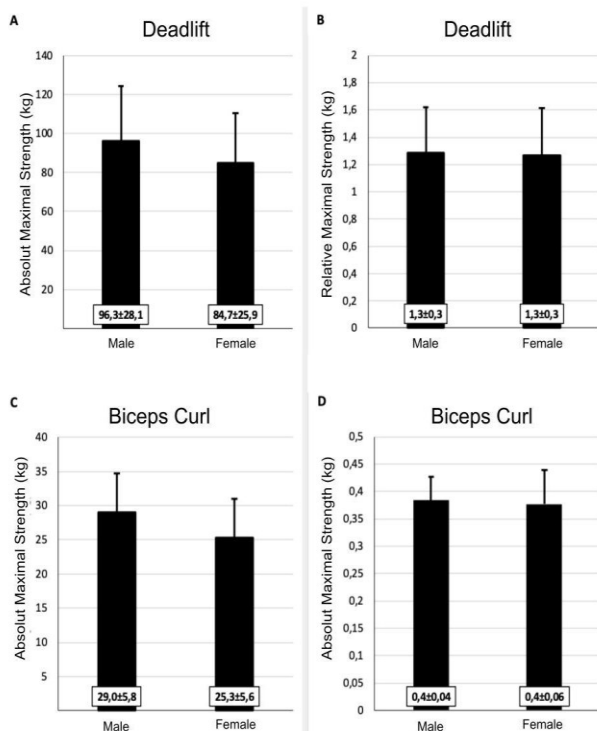 A
Deadlift
Absolut Maximal Strength (kg)
140
120
100
80
60
40
20
96,3±28,1
84,7±25,9
Male
Female
B
Deadlift
Relative Maximal Strength (kg)
2
1,8
1,6
1,4
1,2
1
0,8
0,6
0,4
0,2
0
1,3±0,3
1,3±0,3
Male
Female
C
Biceps Curl
Absolut Maximal Strength (kg)
40
35
30
25
20
15
10
5
29,0±5,8
25,3±5,6
Male
Female
D
Biceps Curl
Absolut Maximal Strength (kg)
0,5
0,45
0,4
0,35
0,3
0,25
0,2
0,15
0,1
0,05
0
0,4±0,04
0,4±0,06
Male
Female